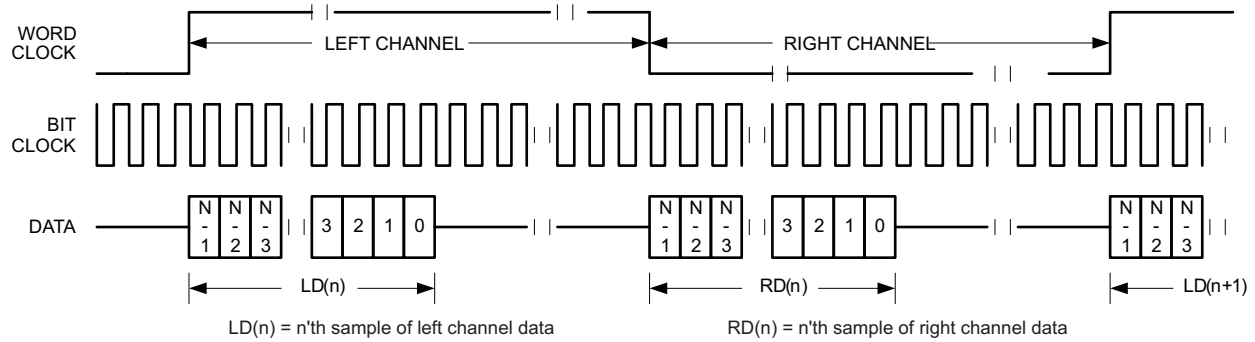 WORD
CLOCK
LEFT CHANNEL
RIGHT CHANNEL
BIT
CLOCK
DATA
N-1 N-2 N-3 3 2 1 0
N-1 N-2 N-3 3 2 1 0
N-1 N-2 N-3
LD(n)
RD(n)
LD(n+1)
LD(n) = n'th sample of left channel data
RD(n) = n'th sample of right channel data